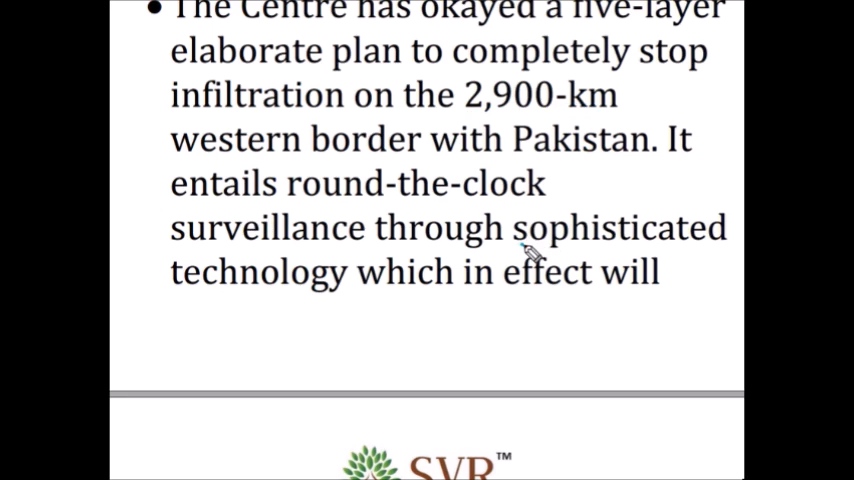 • The Centre has okayed a five-layer
elaborate plan to completely stop
infiltration on the 2,900-km
western border with Pakistan. It
entails round-the-clock
surveillance through sophisticated
technology which in effect will
SVR™